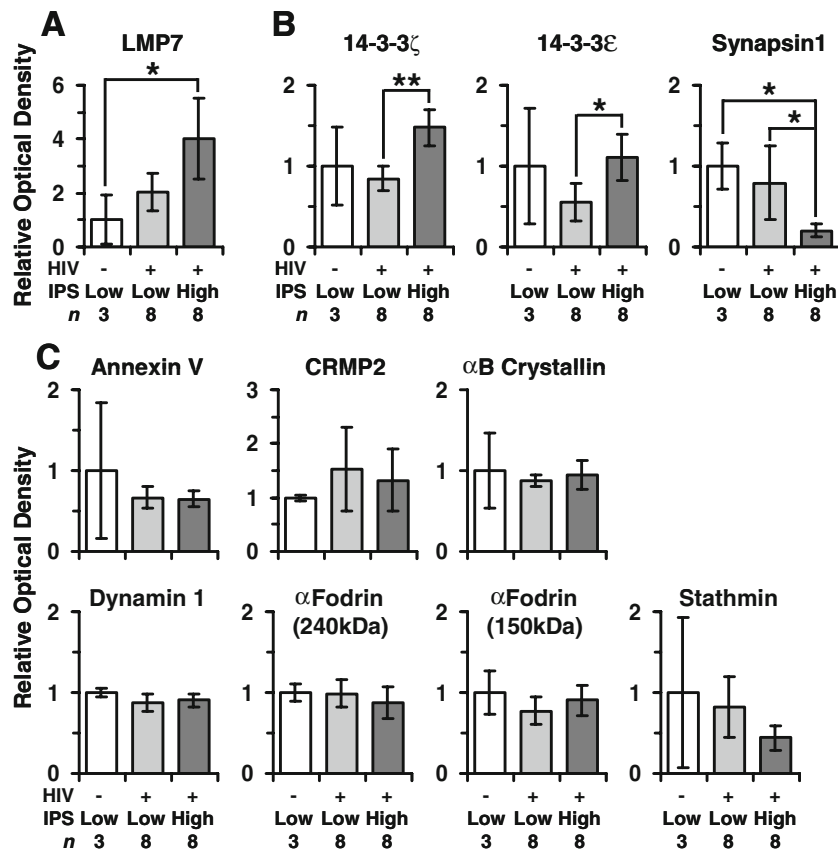 A
B
LMP7
14-3-3ζ
14-3-3Ɛ
Synapsin1
Relative Optical Density
6
4
2
0
*
2
1
0
**
2
1
0
*
2
1
0
*
*
HIV - + + - + + - + + - + +
IPS Low Low High Low Low High Low Low High Low Low High
n 3 8 8 3 8 8 3 8 8 3 8 8
C
Annexin V
CRMP2
αB Crystallin
Relative Optical Density
2
1
0
3
2
1
0
2
1
0
Dynamin 1
αFodrin
(240kDa)
αFodrin
(150kDa)
Stathmin
2
1
0
2
1
0
2
1
0
2
1
0
HIV - + + - + + - + + - + +
IPS Low Low High Low Low High Low Low High Low Low High
n 3 8 8 3 8 8 3 8 8 3 8 8